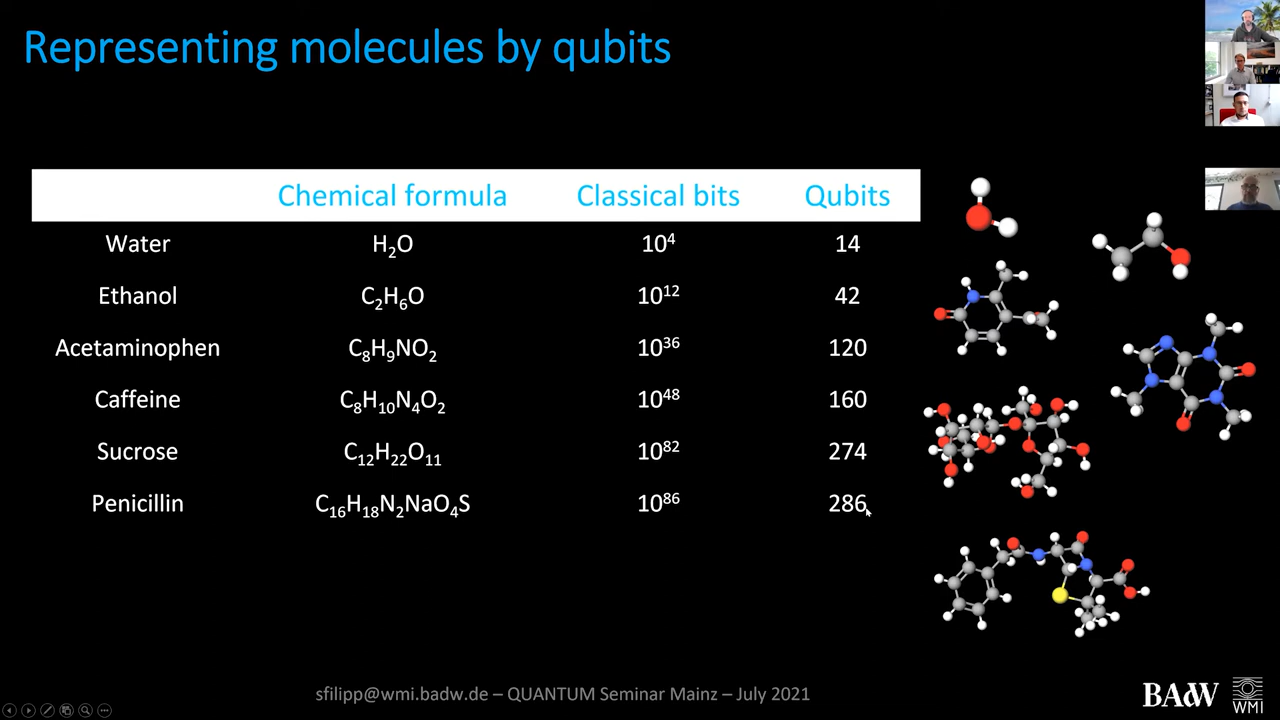 Representing molecules by qubits
Chemical formula Classical bits Qubits
Water H₂O 10⁴ 14
Ethanol C₂H₆O 10¹² 42
Acetaminophen C₈H₉NO₂ 10³⁶ 120
Caffeine C₈H₁₀N₄O₂ 10⁴⁸ 160
Sucrose C₁₂H₂₂O₁₁ 10⁸² 274
Penicillin C₁₆H₁₈N₂NaO₄S 10⁸⁶ 286
sfilipp@wmi.badw.de – QUANTUM Seminar Mainz – July 2021
BAdW
WMI